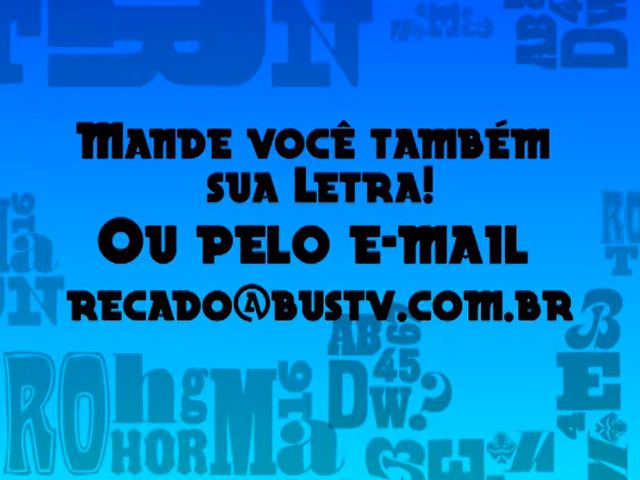 Mande você também
sua Letra!
Ou pelo e-mail
recado@bustv.com.br